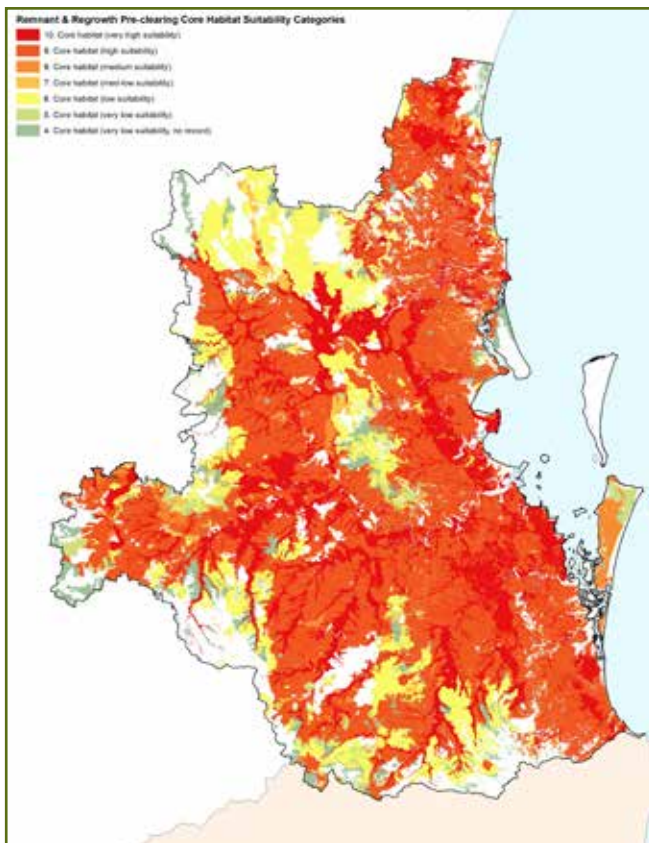 Remnant & Regrowth Pre-clearing Core Habitat Suitability Categories
10. Core habitat (very high suitability)
9. Core habitat (high suitability)
8. Core habitat (medium suitability)
7. Core habitat (med-low suitability)
6. Core habitat (low suitability)
5. Core habitat (very low suitability)
4. Core habitat (very low suitability, no record)